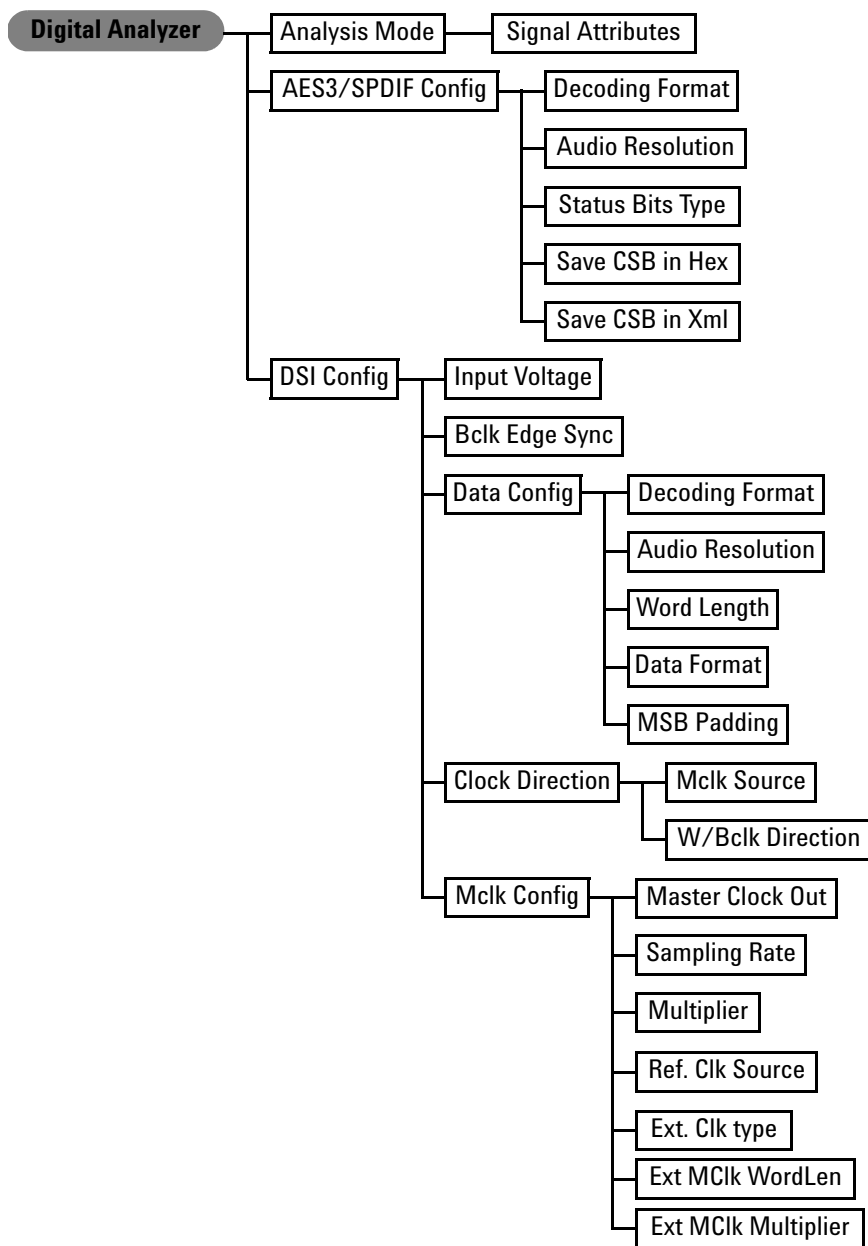 Digital Analyzer
Analysis Mode
Signal Attributes
AES3/SPDIF Config
Decoding Format
Audio Resolution
Status Bits Type
Save CSB in Hex
Save CSB in Xml
DSI Config
Input Voltage
Bclk Edge Sync
Data Config
Decoding Format
Audio Resolution
Word Length
Data Format
MSB Padding
Clock Direction
Mclk Source
W/Bclk Direction
Mclk Config
Master Clock Out
Sampling Rate
Multiplier
Ref. Clk Source
Ext. Clk type
Ext MClk WordLen
Ext MClk Multiplier